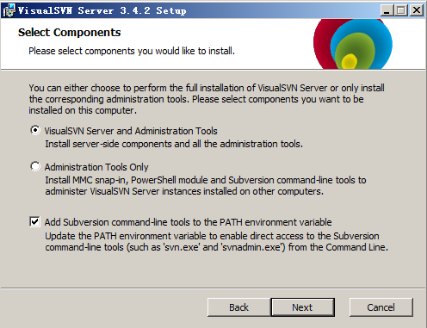 VisualSVN Server 3.4.2 Setup
Select Components
Please select components you would like to install.
You can either choose to perform the full installation of VisualSVN Server or only install
the corresponding administration tools. Please select components you want to be
installed on this computer.
VisualSVN Server and Administration Tools
Install server-side components and all the administration tools.
Administration Tools Only
Install MMC snap-in, PowerShell module and Subversion command-line tools to
administer VisualSVN Server instances installed on other computers.
Add Subversion command-line tools to the PATH environment variable
Update the PATH environment variable to enable direct access to the Subversion
command-line tools (such as 'svn.exe' and 'svnadmin.exe') from the Command Line.
Back
Next
Cancel